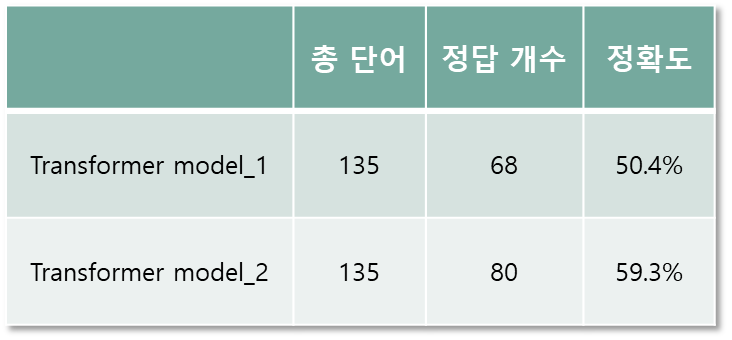 총 단어 정답 개수 정확도
Transformer model_1 135 68 50.4%
Transformer model_2 135 80 59.3%